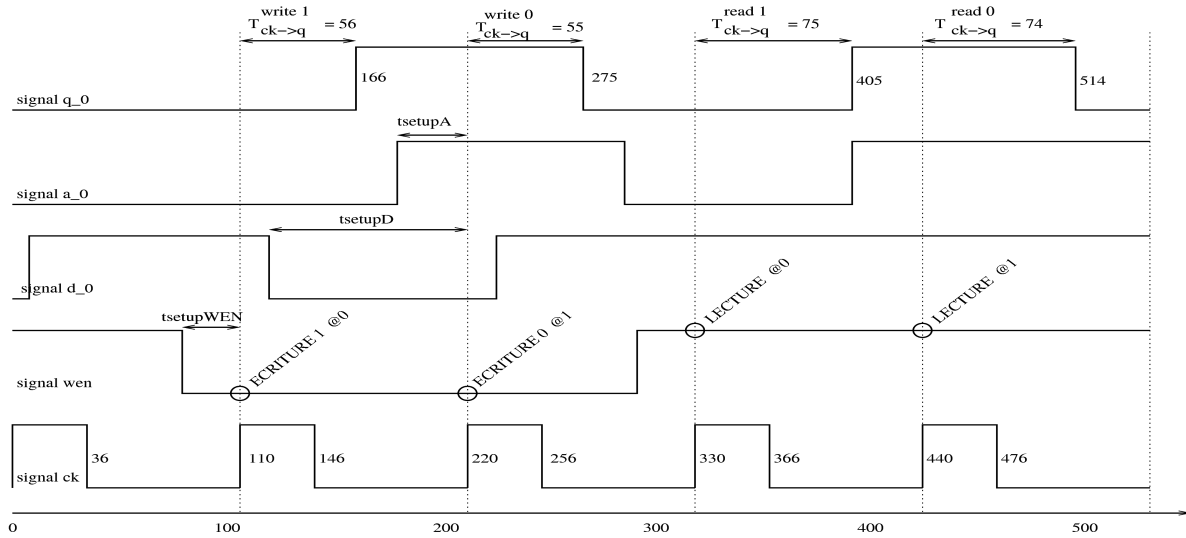 write 1
T ck->q = 56
write 0
T ck->q = 55
read 1
T ck->q = 75
read 0
T ck->q = 74
166
275
405
514
signal q_0
tsetupA
signal a_0
tsetupD
signal d_0
LECTURE @0
LECTURE @1
tsetupWEN
ECRITURE 1 @0
ECRITURE 0 @1
signal wen
36
110
146
220
256
330
366
440
476
signal ck
0
100
200
300
400
500